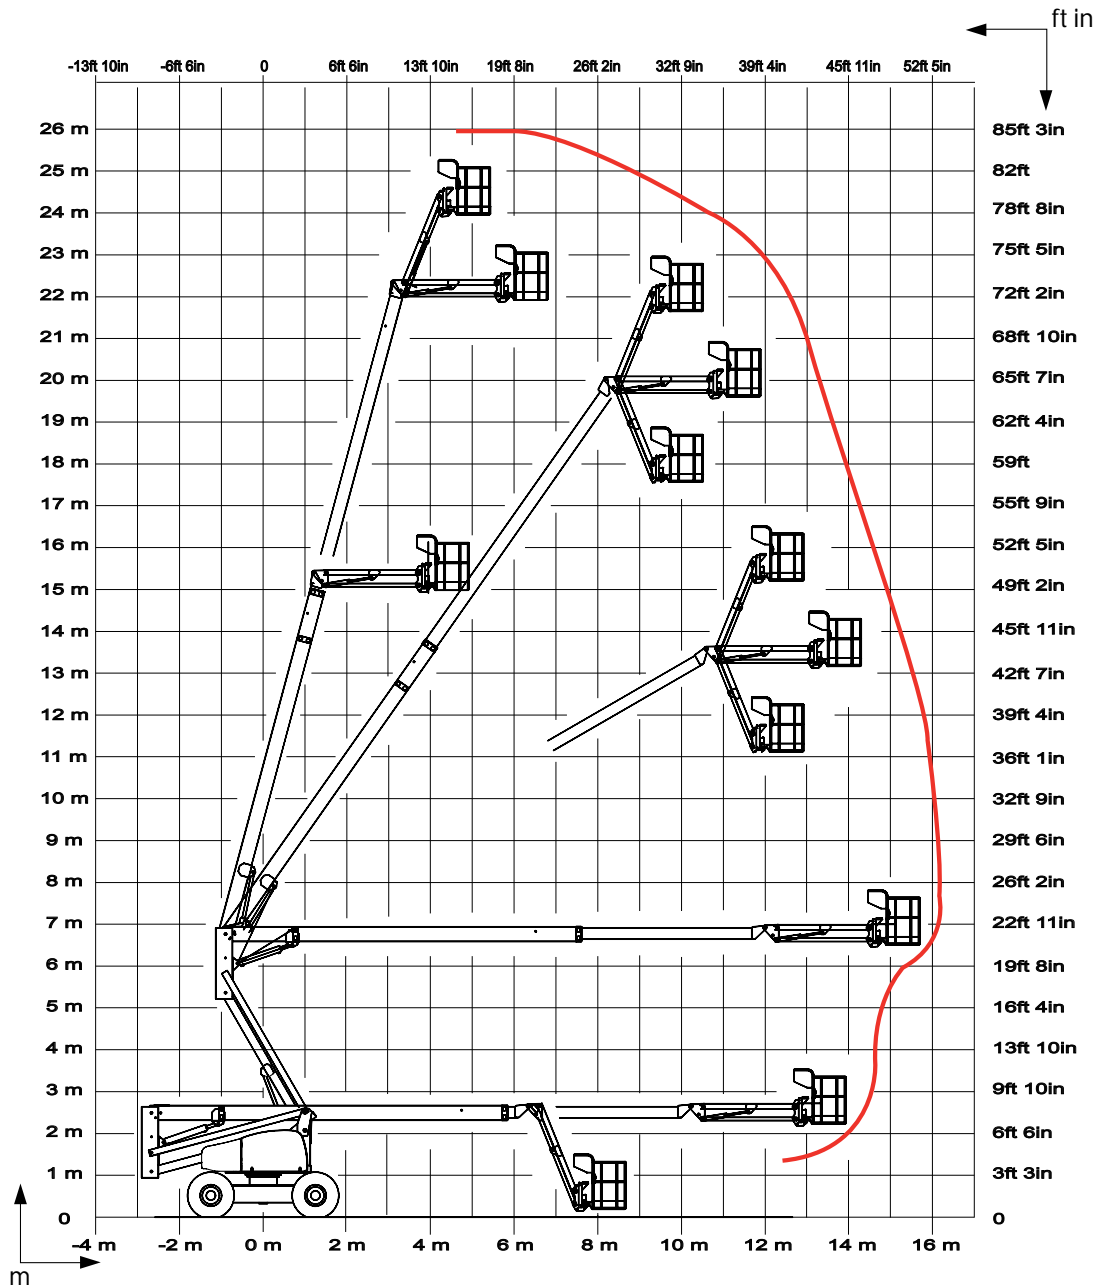 ft in
-13ft 10in -6ft 6in 0 6ft 6in 13ft 10in 19ft 8in 26ft 2in 32ft 9in 39ft 4in 45ft 11in 52ft 5in
26 m 85ft 3in
25 m 82ft
24 m 78ft 8in
23 m 75ft 5in
22 m 72ft 2in
21 m 68ft 10in
20 m 65ft 7in
19 m 62ft 4in
18 m 59ft
17 m 55ft 9in
16 m 52ft 5in
15 m 49ft 2in
14 m 45ft 11in
13 m 42ft 7in
12 m 39ft 4in
11 m 36ft 1in
10 m 32ft 9in
9 m 29ft 6in
8 m 26ft 2in
7 m 22ft 11in
6 m 19ft 8in
5 m 16ft 4in
4 m 13ft 10in
3 m 9ft 10in
2 m 6ft 6in
1 m 3ft 3in
0 0
-4 m -2 m 0 m 2 m 4 m 6 m 8 m 10 m 12 m 14 m 16 m
m